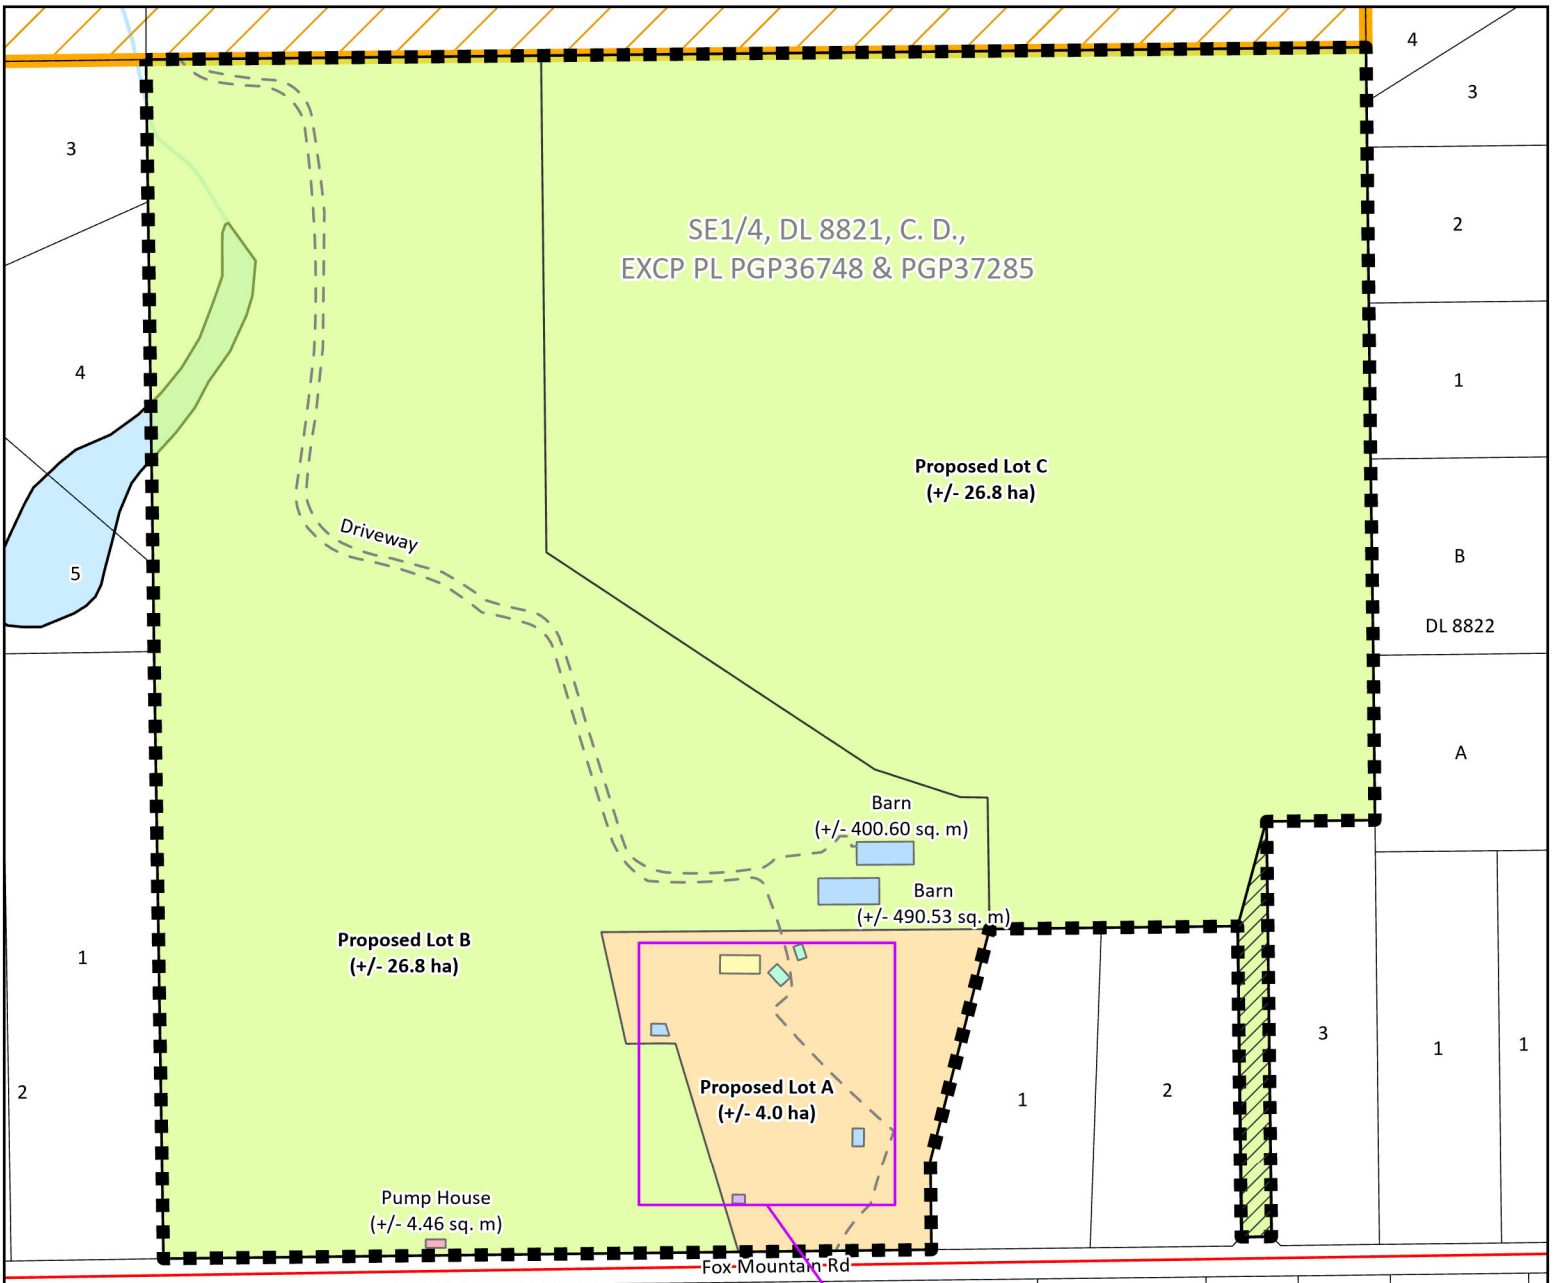 4
3
3
2
SE1/4, DL 8821, C. D.,
EXCP PL PGP36748 & PGP37285
4
1
Proposed Lot C
(+/- 26.8 ha)
Driveway
B
5
DL 8822
A
Barn
(+/- 400.60 sq. m)
Barn
(+/- 490.53 sq. m)
Proposed Lot B
(+/- 26.8 ha)
1
3
1
1
2
Proposed Lot A
(+/- 4.0 ha)
1
2
Pump House
(+/- 4.46 sq. m)
Fox Mountain Rd